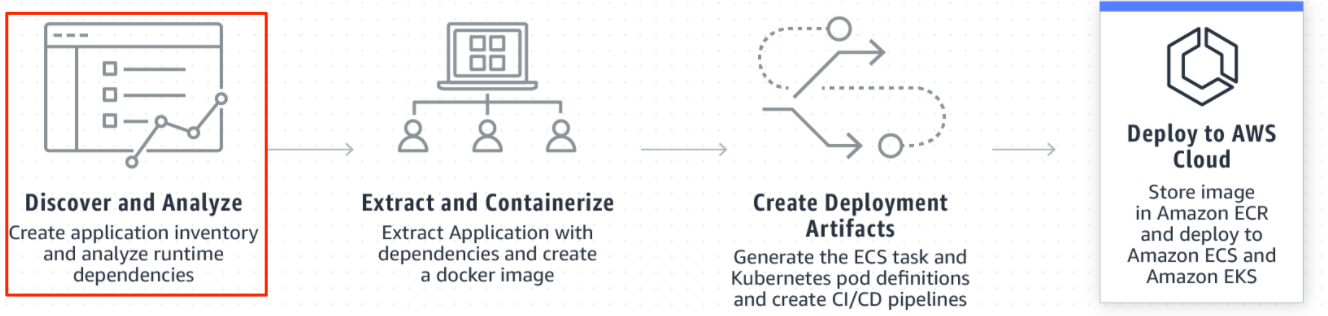 Discover and Analyze
Create application inventory
and analyze runtime
dependencies
Extract and Containerize
Extract Application with
dependencies and create
a docker image
Create Deployment
Artifacts
Generate the ECS task and
Kubernetes pod definitions
and create CI/CD pipelines
Deploy to AWS
Cloud
Store image
in Amazon ECR
and deploy to
Amazon ECS and
Amazon EKS